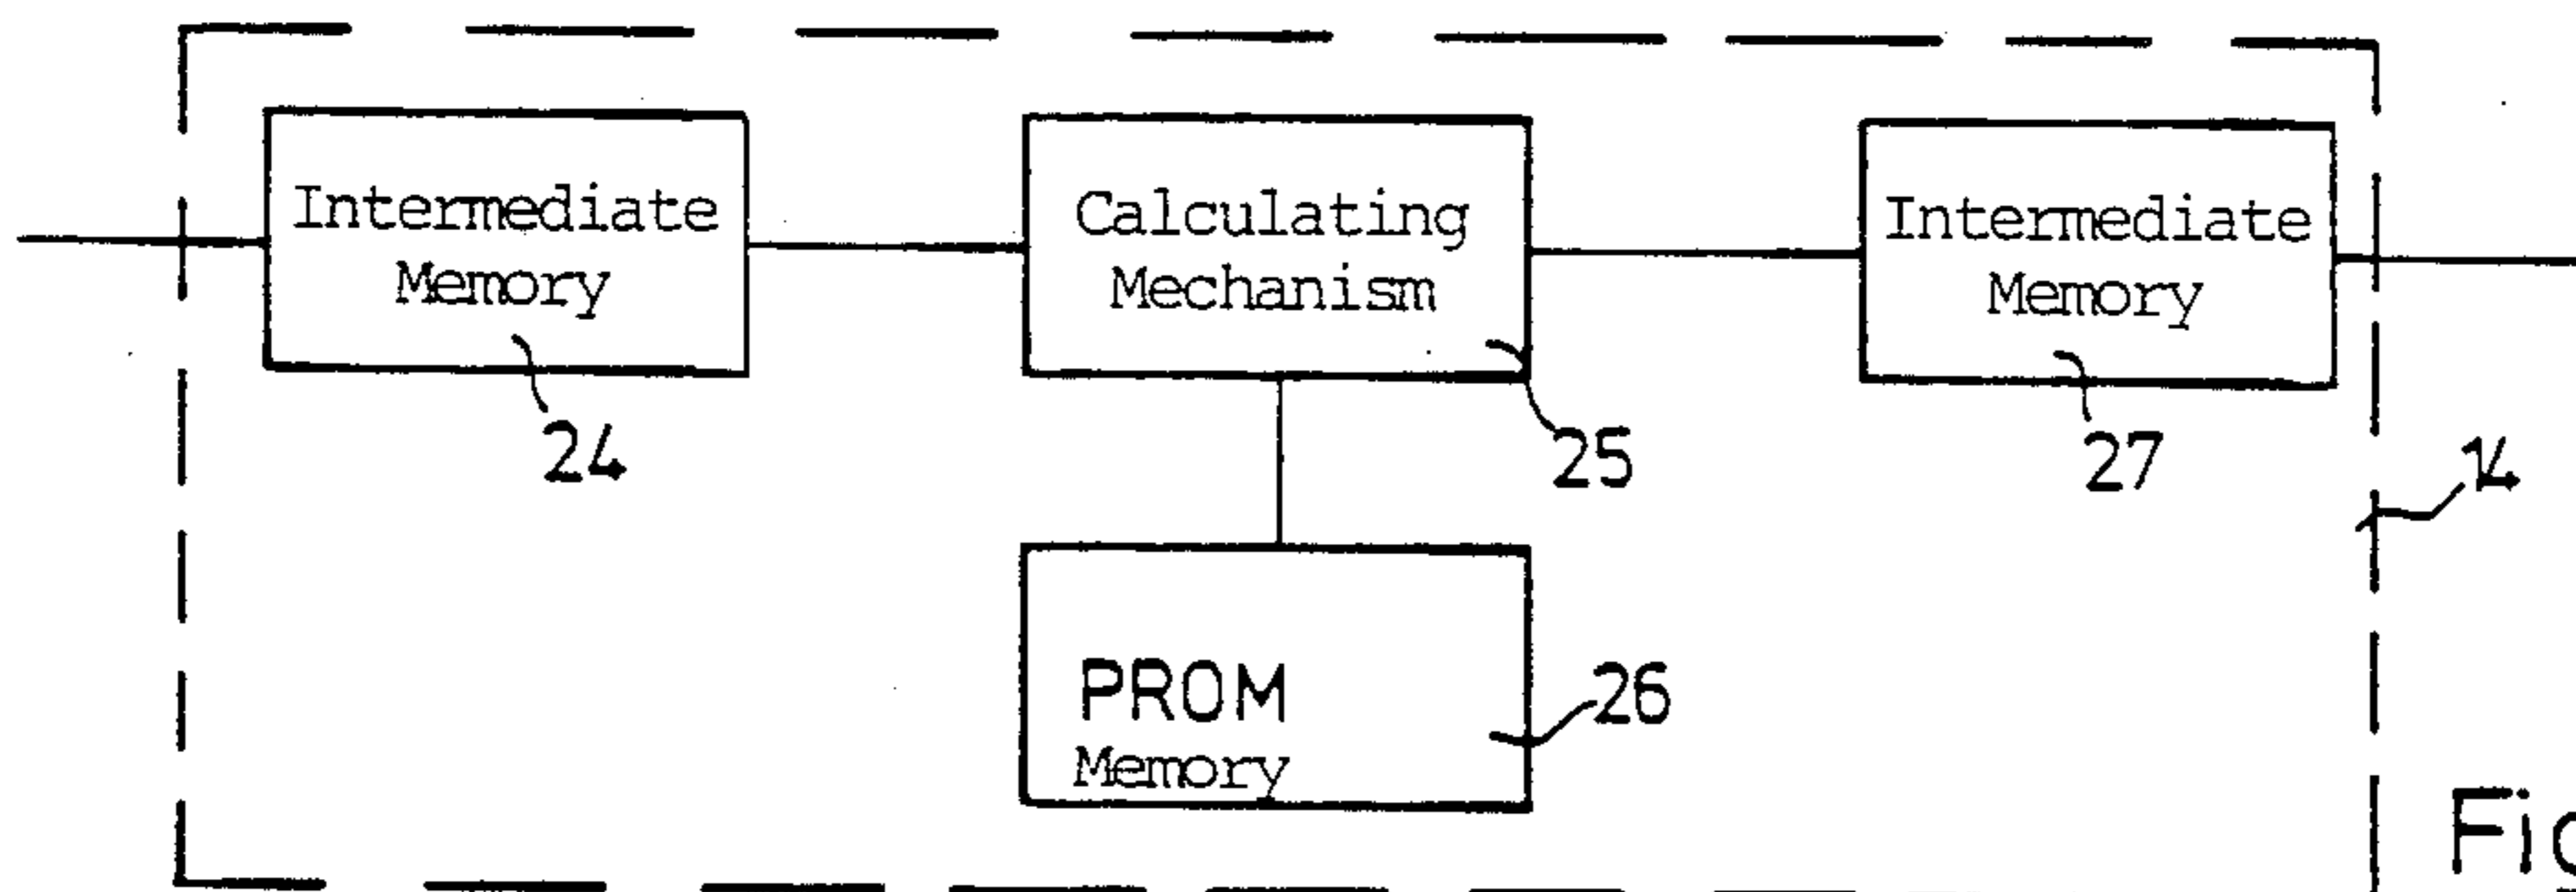 Intermediate
Memory
24
Calculating
Mechanism
25
Intermediate
Memory
27
14
PROM
Memory
26